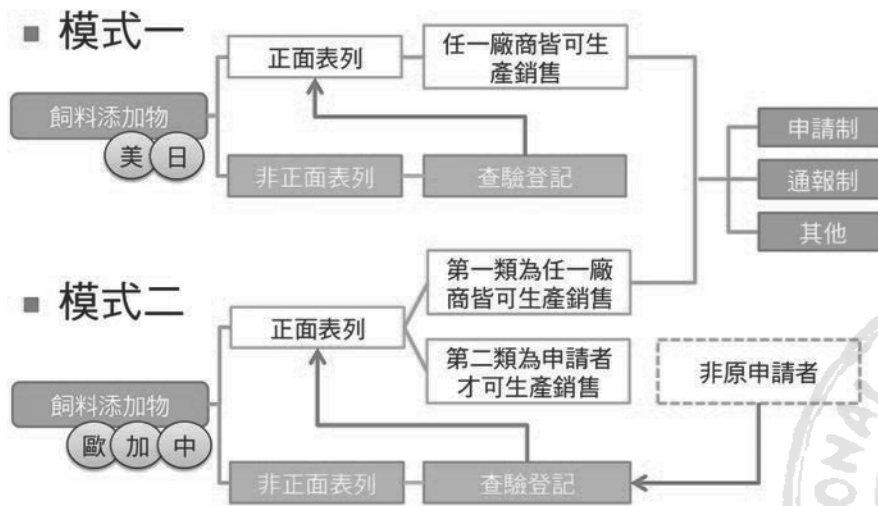 模式一
正面表列
任一廠商皆可生
產銷售
飼料添加物
美 日
非正面表列
查驗登記
申請制
通報制
其他
模式二
正面表列
第一類為任一廠
商皆可生產銷售
第二類為申請者
才可生產銷售
非原申請者
飼料添加物
歐 加 中
非正面表列
查驗登記